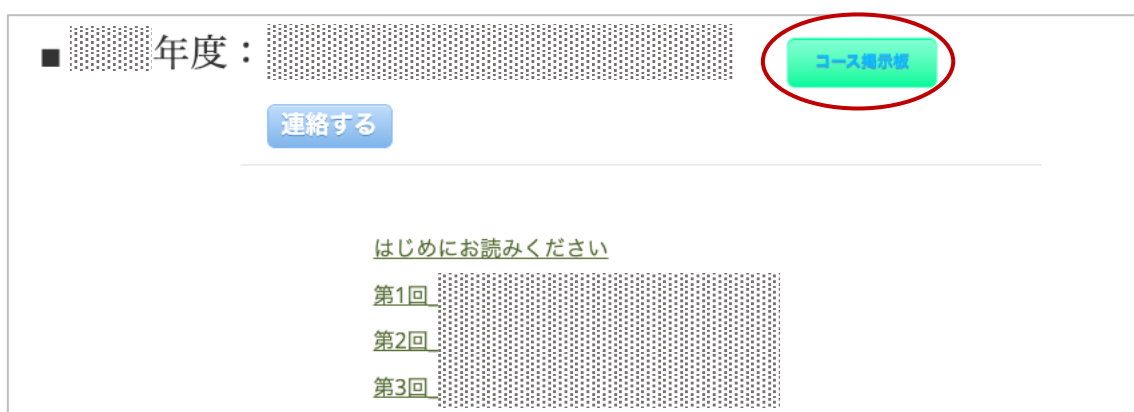 ■ 年度： コース掲示板
連絡する
はじめにお読みください
第1回_
第2回_
第3回_